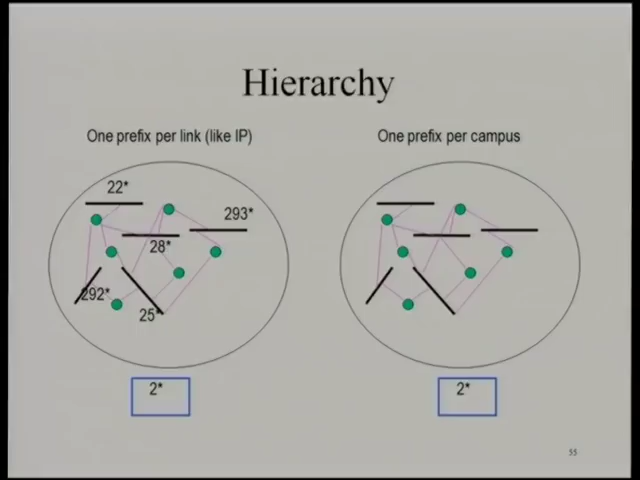 Hierarchy
One prefix per link (like IP)
One prefix per campus
22*
293*
28*
292*
25*
2*
2*
55